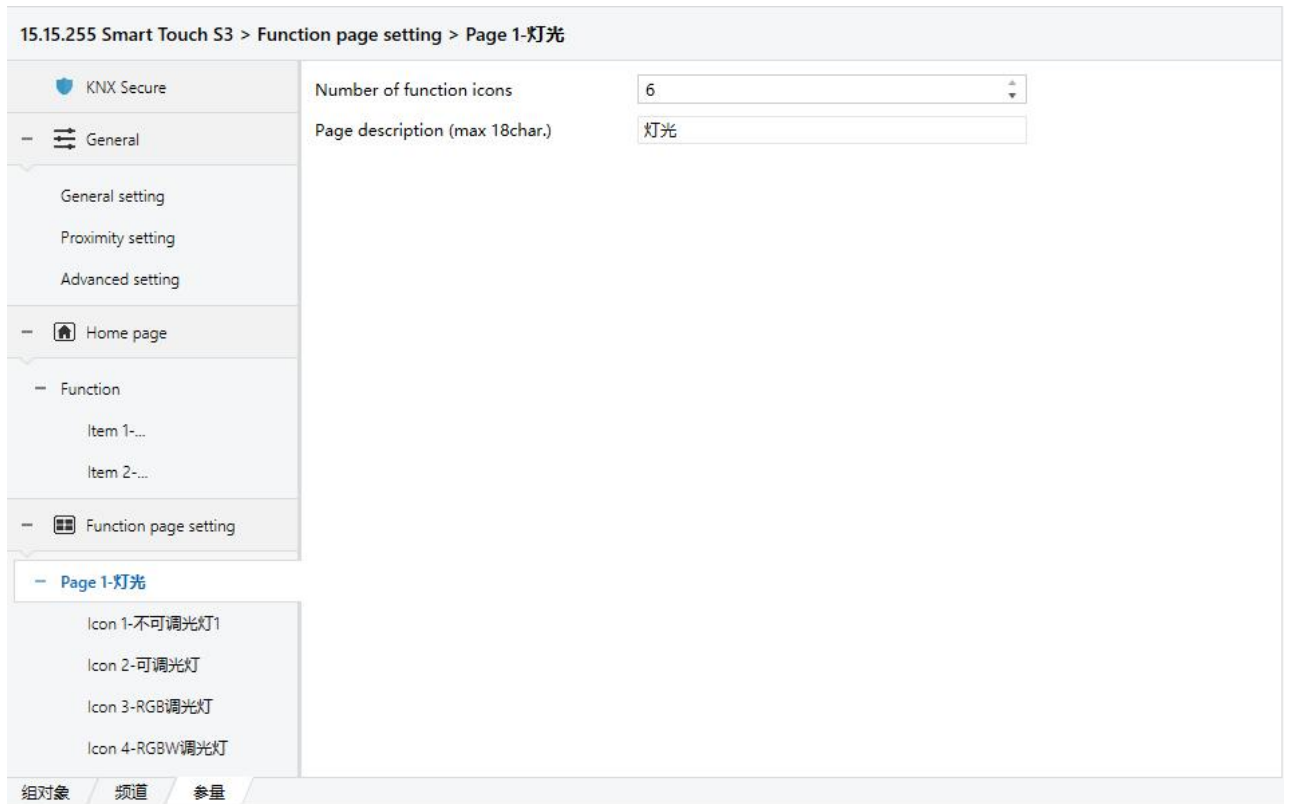 15.15.255 Smart Touch S3 > Function page setting > Page 1-灯光
KNX Secure
General
General setting
Proximity setting
Advanced setting
Home page
Function
Item 1-...
Item 2-...
Function page setting
Page 1-灯光
Icon 1-不可调光灯1
Icon 2-可调光灯
Icon 3-RGB调光灯
Icon 4-RGBW调光灯
Number of function icons 6
Page description (max 18char.) 灯光
组对象 频道 参量